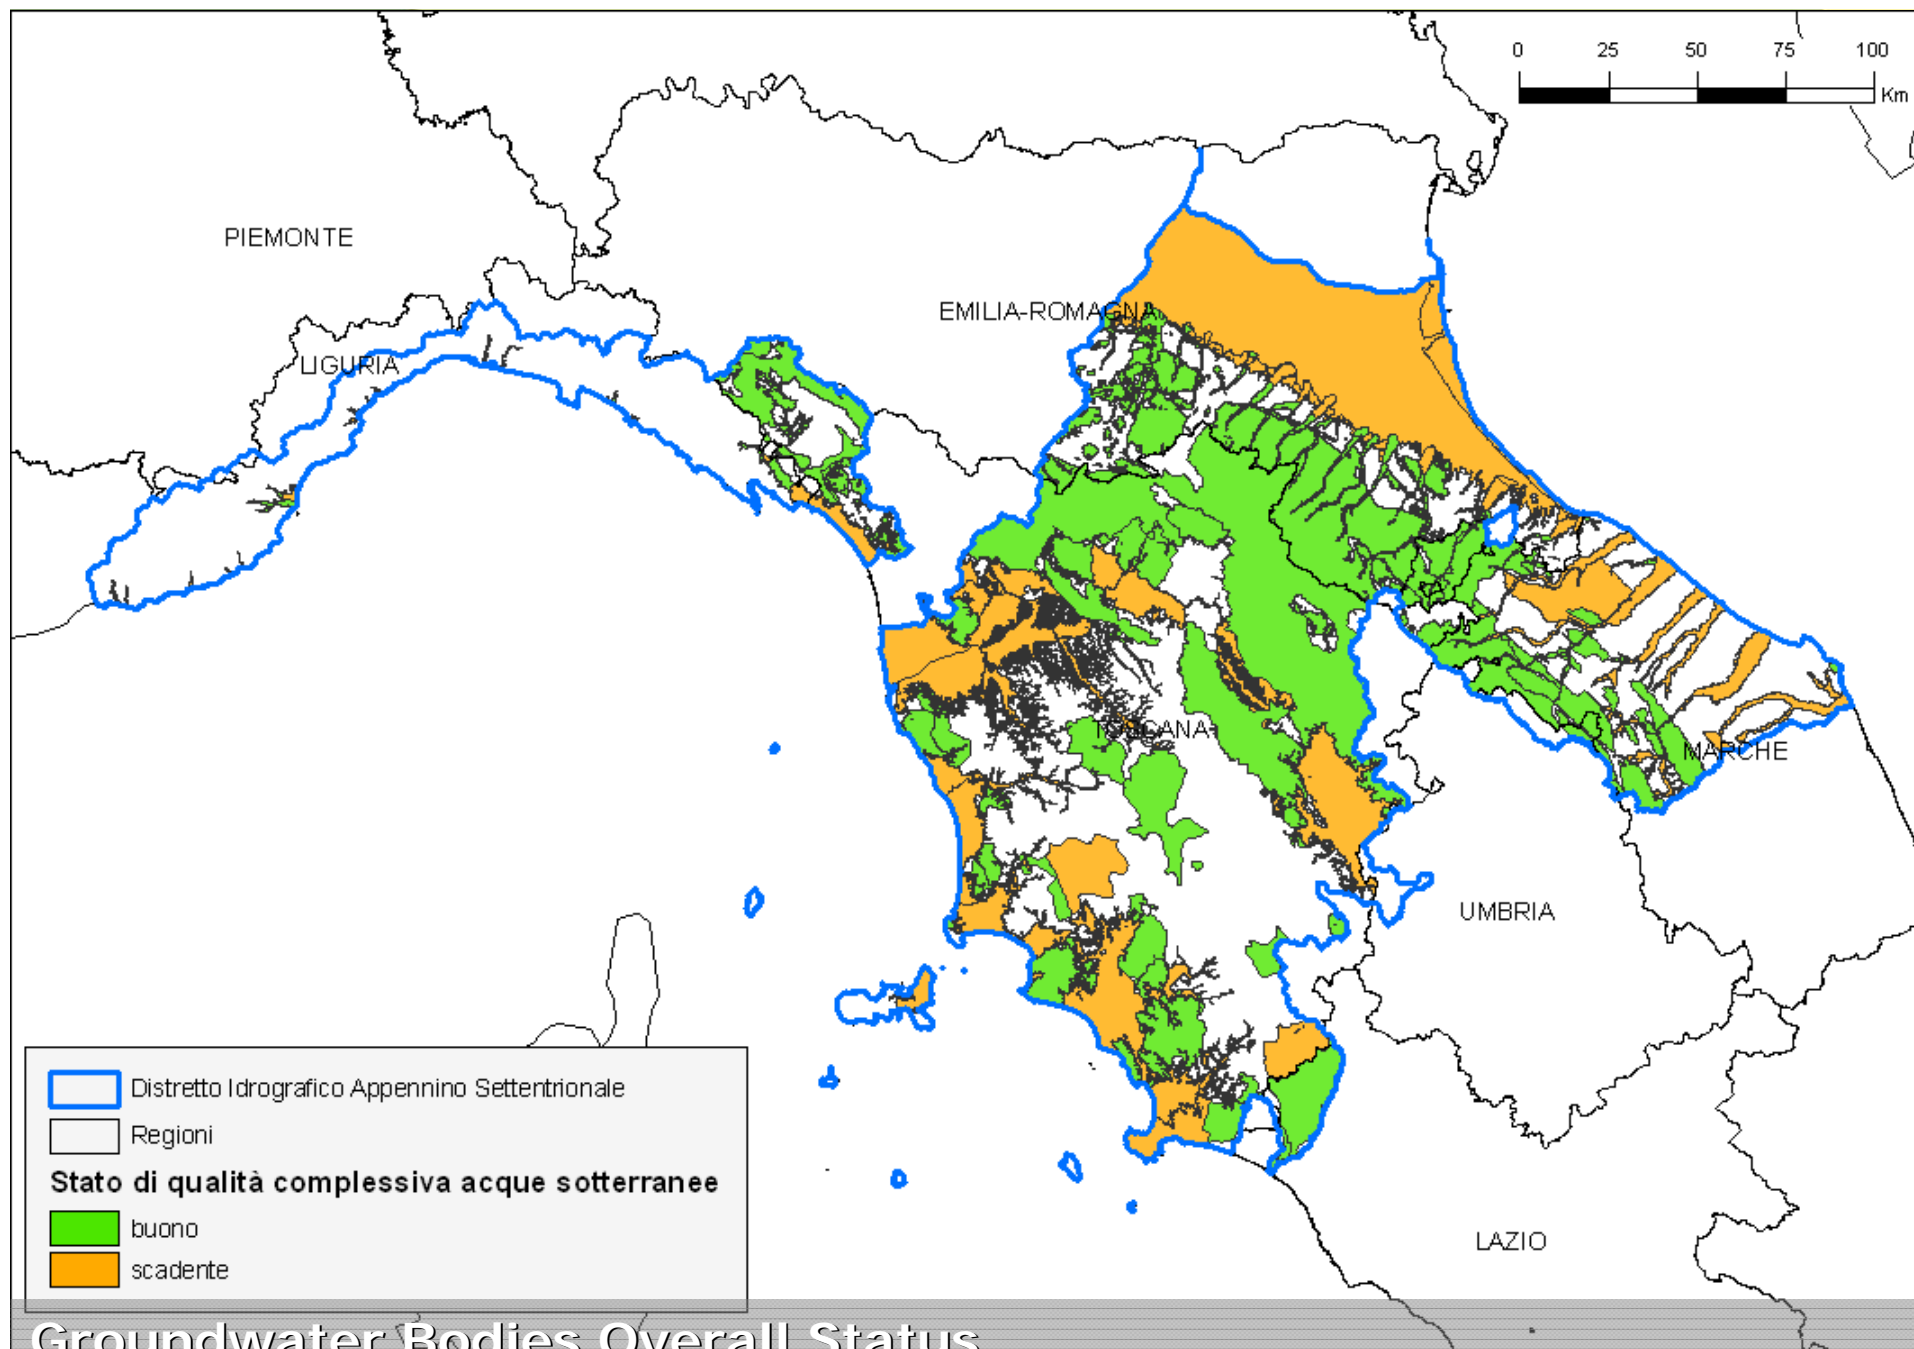 0 25 50 75 100
Km
PIEMONTE
EMILIA-ROMAGNA
LIGURIA
TOSCANA
MARCHE
UMBRIA
LAZIO
Distretto Idrografico Appennino Settentrionale
Regioni
Stato di qualità complessiva acque sotterranee
buono
scadente
Groundwater Bodies Overall Status